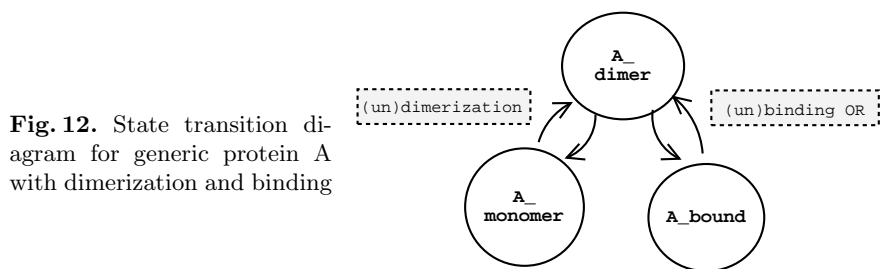 Fig. 12. State transition di-
agram for generic protein A
with dimerization and binding
A_
dimer
(un)dimerization
(un)binding OR
A_
monomer
A_bound